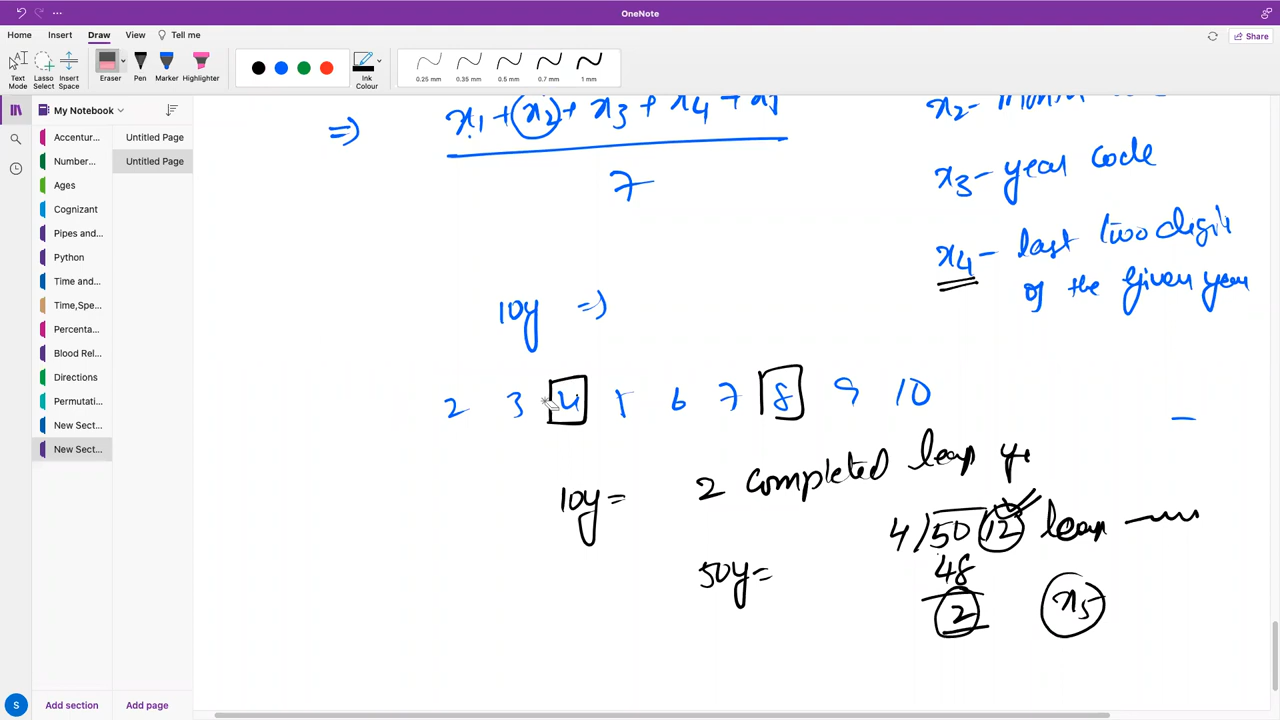 OneNote
Home Insert Draw View Tell me
Share
Text Mode
Lasso Select
Insert Space
Eraser
Pen
Marker
Highlighter
Ink Colour
0.25 mm 0.35 mm 0.5 mm 0.7 mm 1 mm
My Notebook
Accentur...
Number...
Ages
Cognizant
Pipes and...
Python
Time and...
Time,Spe...
Percenta...
Blood Rel...
Directions
Permutati...
New Sect...
New Sect...
Untitled Page
Untitled Page
S
Add section
Add page
=> x1 + x2 + x3 + x4 + x5
7
x2-
x3 - year code
x4 - last two digit
of the Given year
10y =>
2 3 4 5 6 7 8 9 10
10y = 2 completed leap ye
4)50(12 leap
50y= 48
2 x5